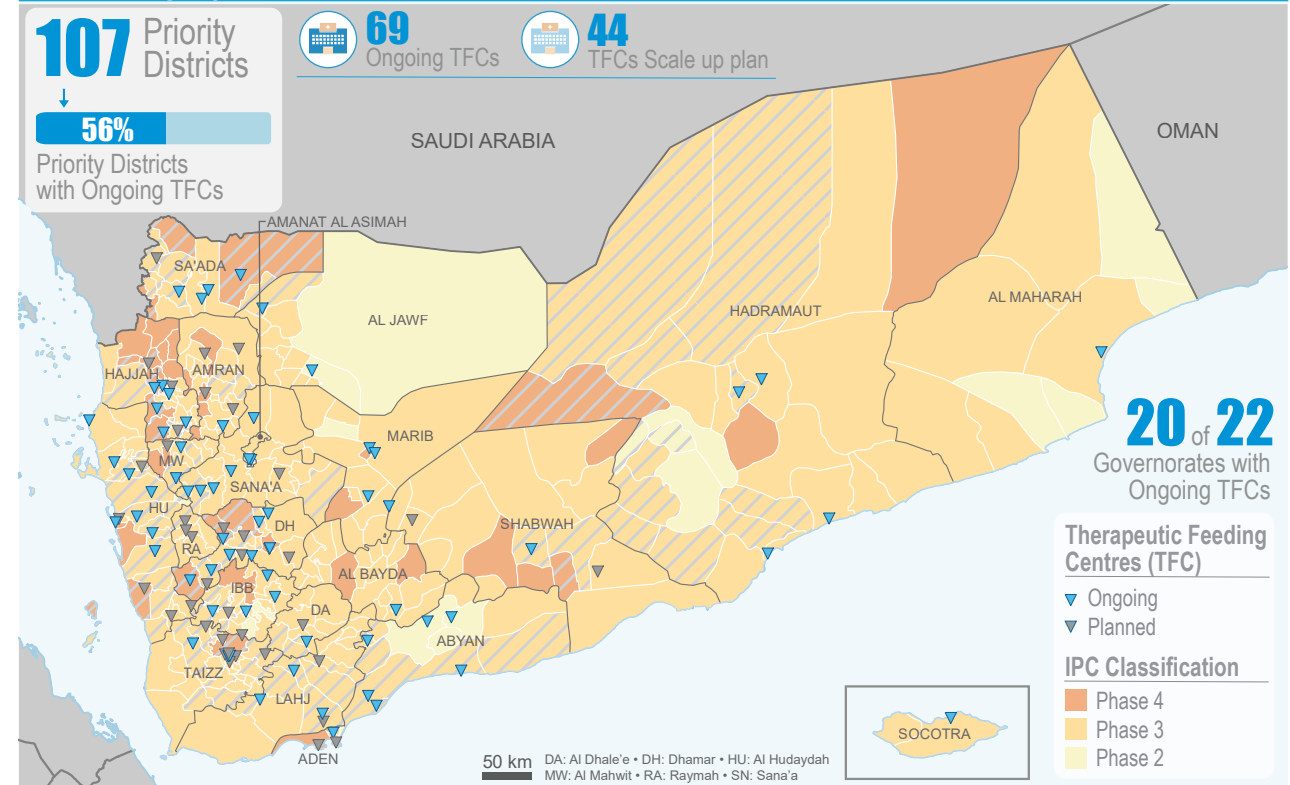 107 Priority
Districts
56%
Priority Districts
with Ongoing TFCs
69
Ongoing TFCs
44
TFCs Scale up plan
SAUDI ARABIA
OMAN
AMANAT AL ASIMAH
SA'ADA
AL JAWF
HADRAMAUT
AL MAHARAH
HAJJAH
AMRAN
MARIB
MW
SANA'A
HU
DH
SHABWAH
RA
AL BAYDA
IBB
DA
ABYAN
TAIZZ
LAHJ
ADEN
SOCOTRA
20 of 22
Governorates with
Ongoing TFCs
Therapeutic Feeding
Centres (TFC)
Ongoing
Planned
IPC Classification
Phase 4
Phase 3
Phase 2
50 km
DA: Al Dhale'e • DH: Dhamar • HU: Al Hudaydah
MW: Al Mahwit • RA: Raymah • SN: Sana'a